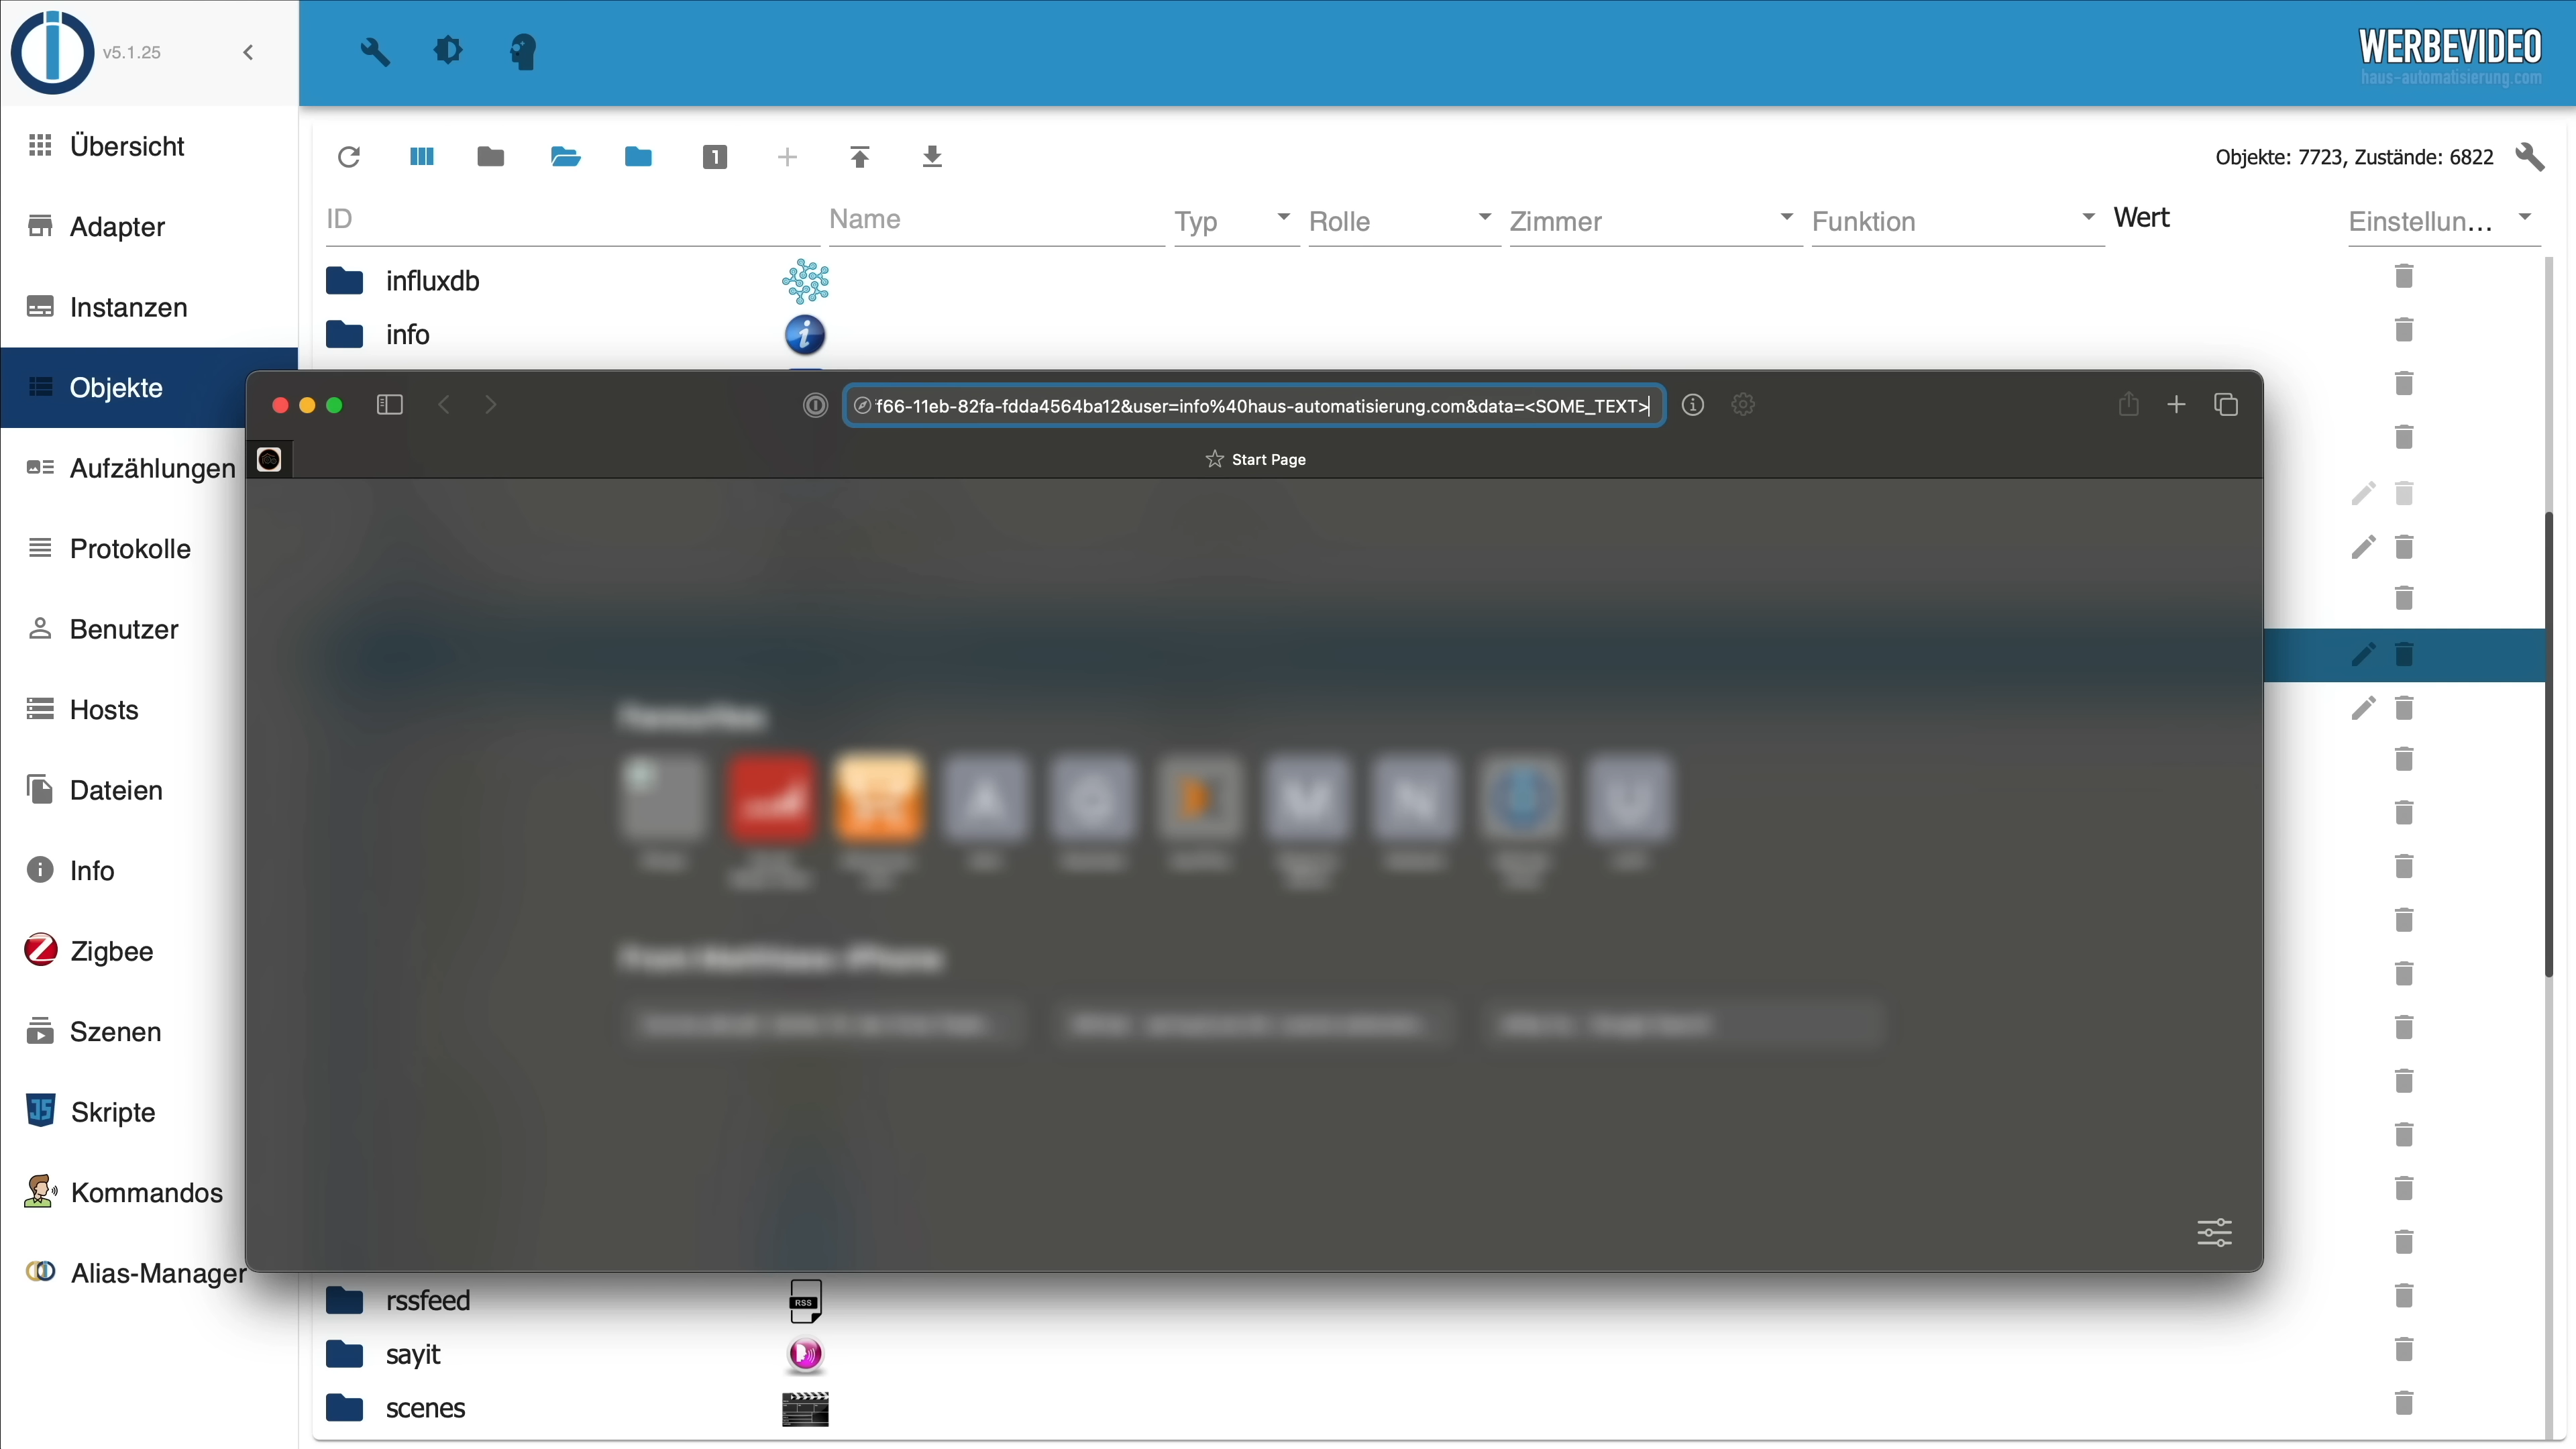 v5.1.25
WERBEVIDEO
haus-automatisierung.com
Übersicht
Adapter
Instanzen
Objekte
Aufzählungen
Protokolle
Benutzer
Hosts
Dateien
Info
Zigbee
Szenen
JS Skripte
Kommandos
Alias-Manager
1
Objekte: 7723, Zustände: 6822
ID Name Typ Rolle Zimmer Funktion Wert Einstellun...
influxdb
info
f66-11eb-82fa-fdda4564ba12&user=info%40haus-automatisierung.com&data=<SOME_TEXT>
Start Page
rssfeed RSS
sayit
scenes